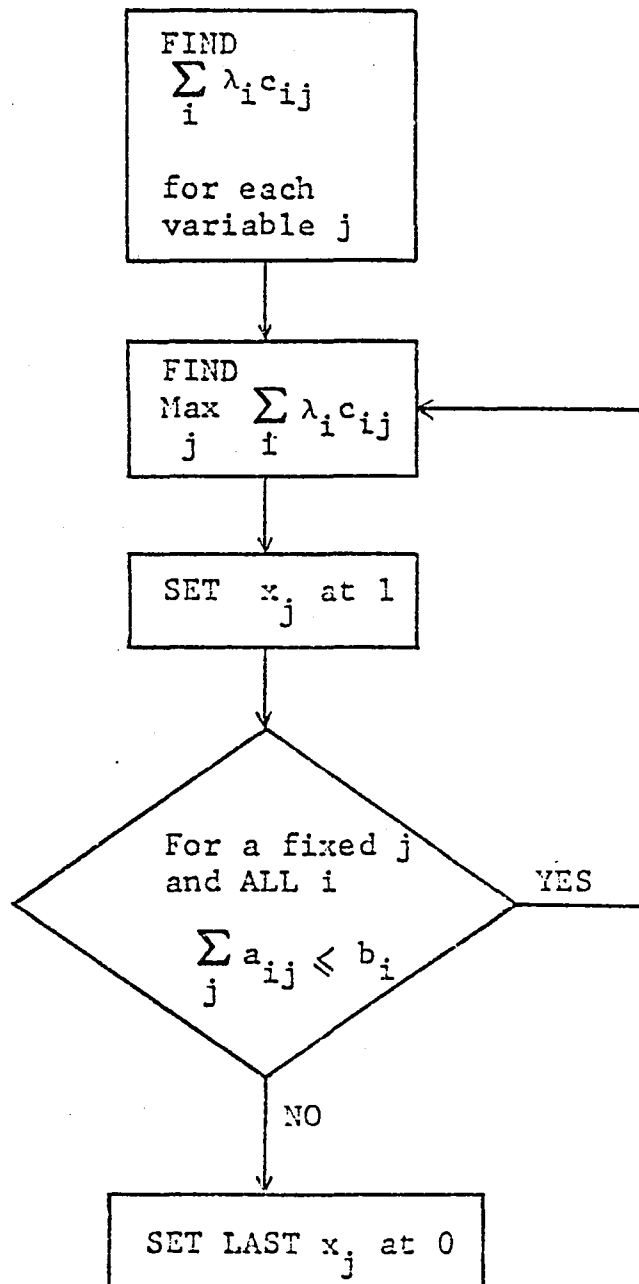 FIND
∑ λ_i c_ij
i
for each
variable j
FIND
Max ∑ λ_i c_ij
j i
SET x_j at 1
For a fixed j
and ALL i
∑ a_ij ⩽ b_i
j
YES
NO
SET LAST x_j at 0